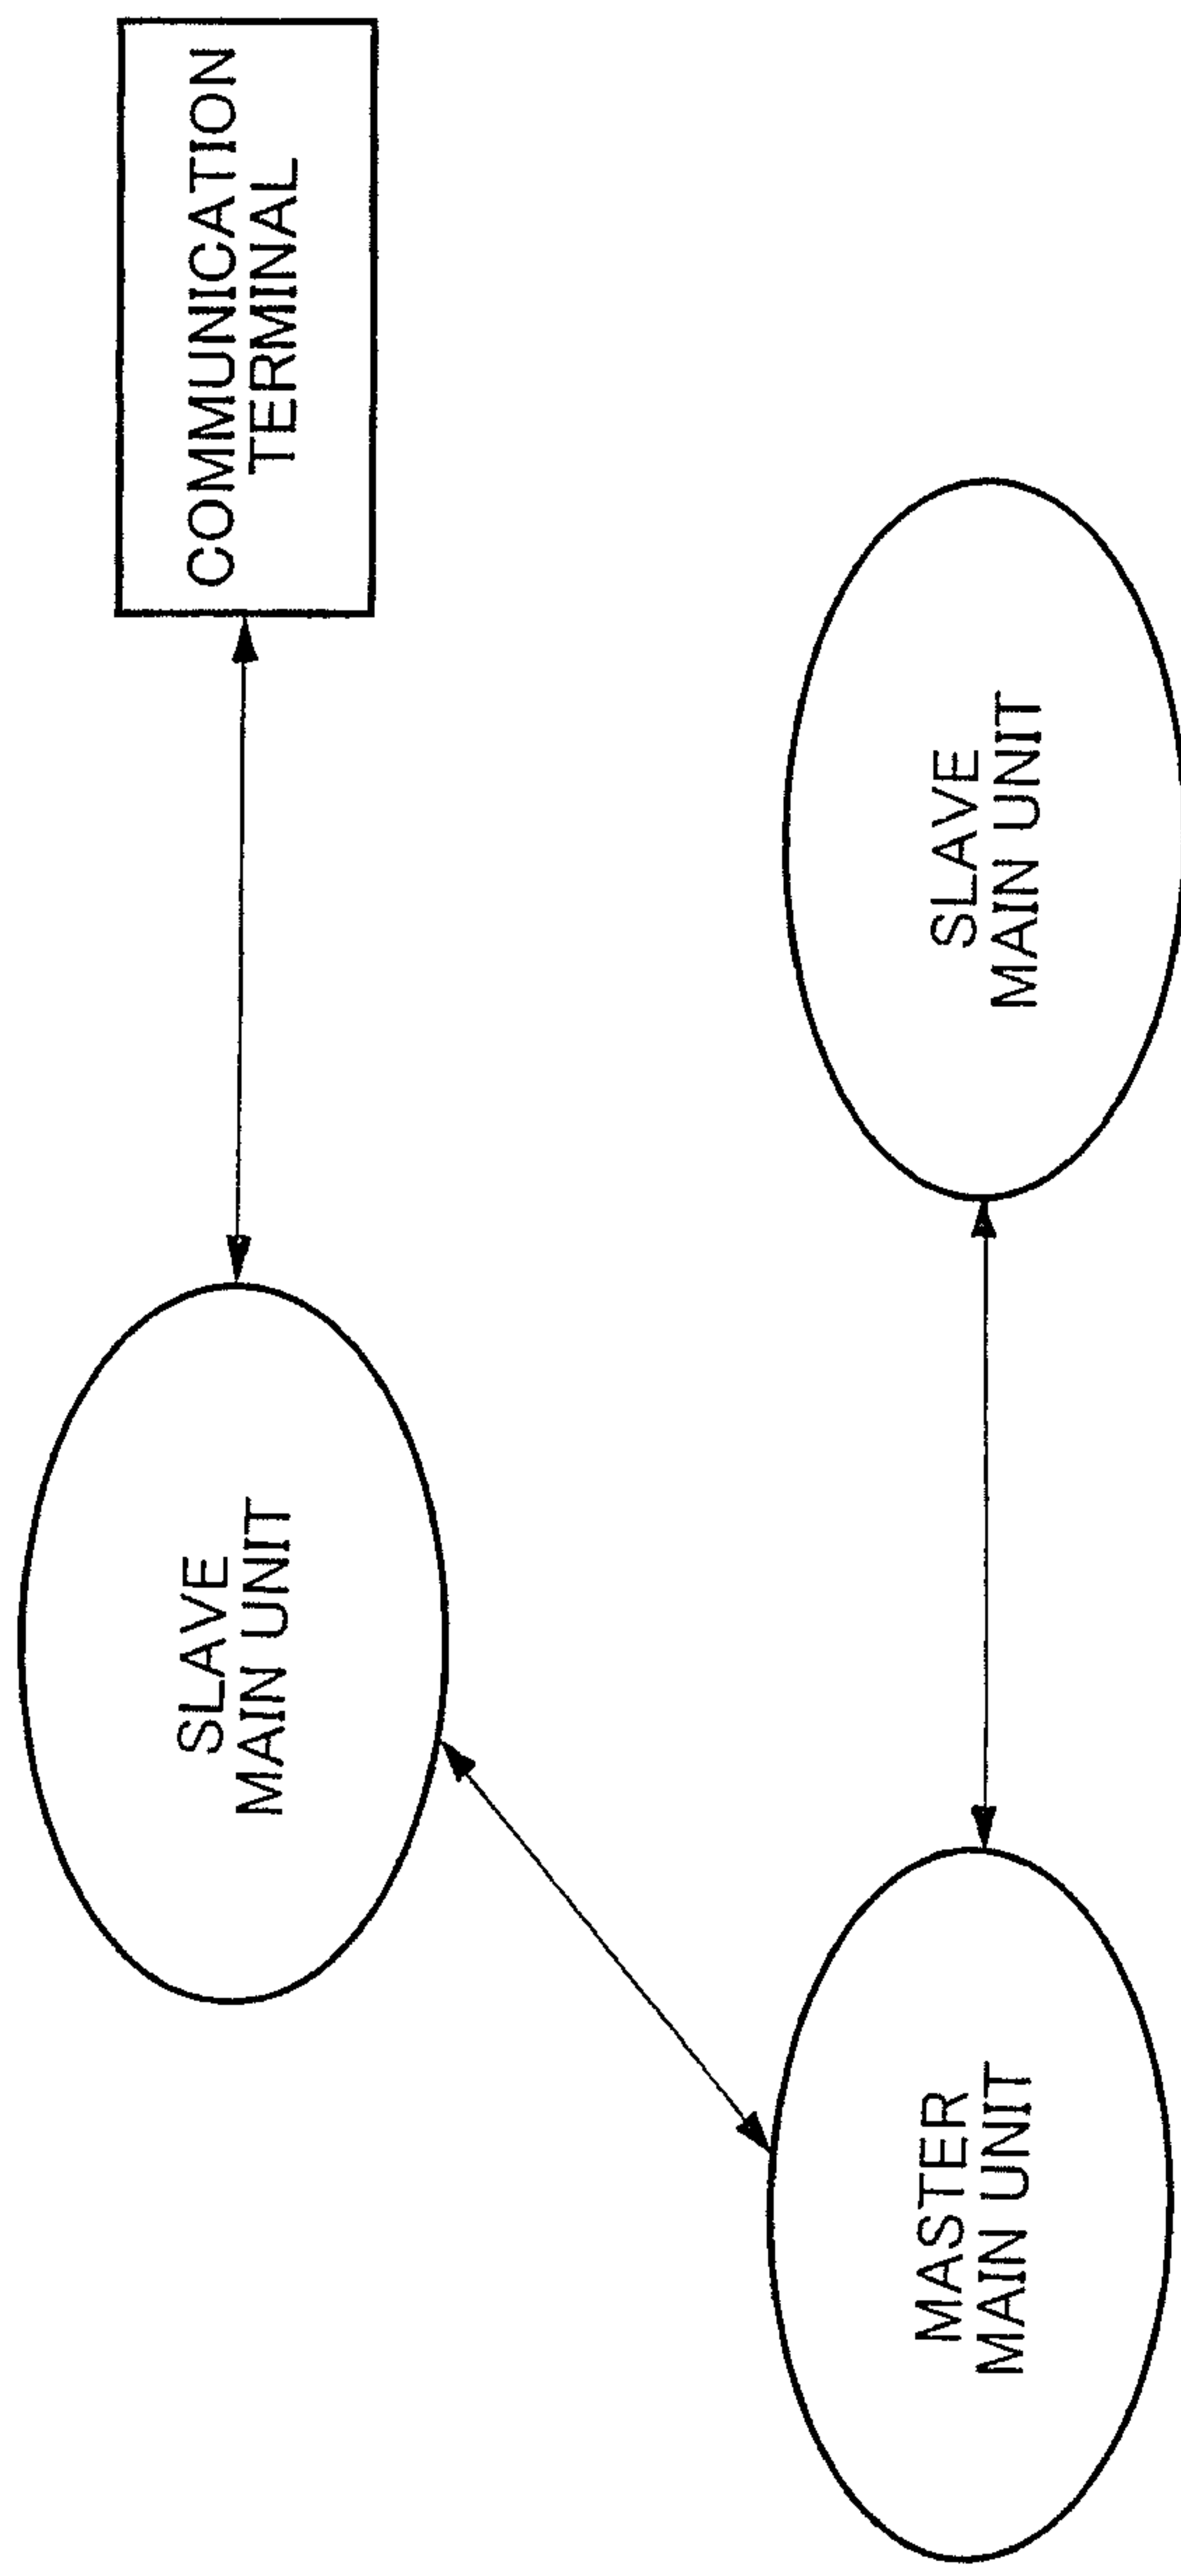 COMMUNICATION
TERMINAL
SLAVE
MAIN UNIT
SLAVE
MAIN UNIT
MASTER
MAIN UNIT